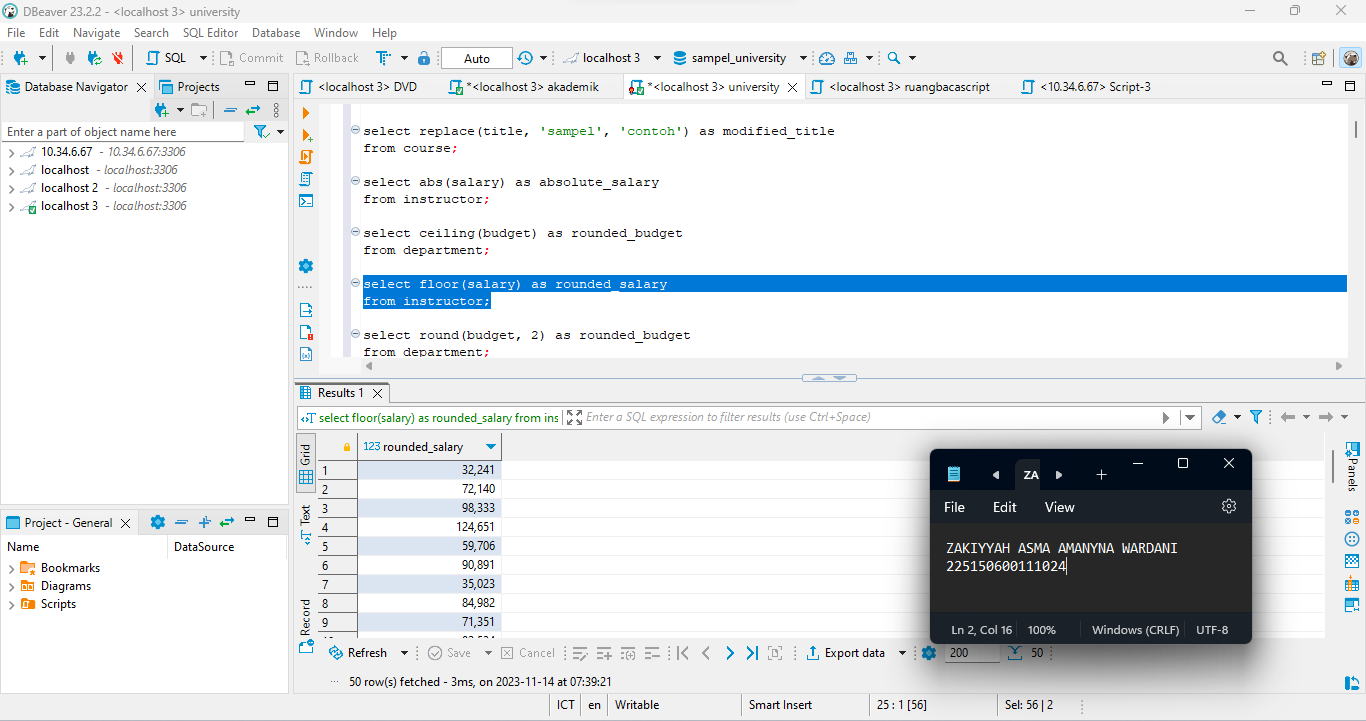 DBeaver 23.2.2 - <localhost 3> university
File Edit Navigate Search SQL Editor Database Window Help
SQL Commit Rollback Auto localhost 3 sampel_university
Database Navigator Projects
<localhost 3> DVD *<localhost 3> akademik *<localhost 3> university <localhost 3> ruangbacascript <10.34.6.67> Script-3
Enter a part of object name here
10.34.6.67 - 10.34.6.67:3306
localhost - localhost:3306
localhost 2 - localhost:3306
localhost 3 - localhost:3306
select replace(title, 'sampel', 'contoh') as modified_title
from course;
select abs(salary) as absolute_salary
from instructor;
select ceiling(budget) as rounded_budget
from department;
select floor(salary) as rounded_salary
from instructor;
select round(budget, 2) as rounded_budget
from department;
Project - General
Name DataSource
Bookmarks
Diagrams
Scripts
Results 1
select floor(salary) as rounded_salary from ins Enter a SQL expression to filter results (use Ctrl+Space)
Grid
Text
Record
123 rounded_salary
1 32,241
2 72,140
3 98,333
4 124,651
5 59,706
6 90,891
7 35,023
8 84,982
9 71,351
Panels
ZA
File Edit View
ZAKIYYAH ASMA AMANYNA WARDANI
225150600111024
Ln 2, Col 16 100% Windows (CRLF) UTF-8
Refresh Save Cancel Export data 200 50
50 row(s) fetched - 3ms, on 2023-11-14 at 07:39:21
ICT en Writable Smart Insert 25 : 1 [56] Sel: 56 | 2